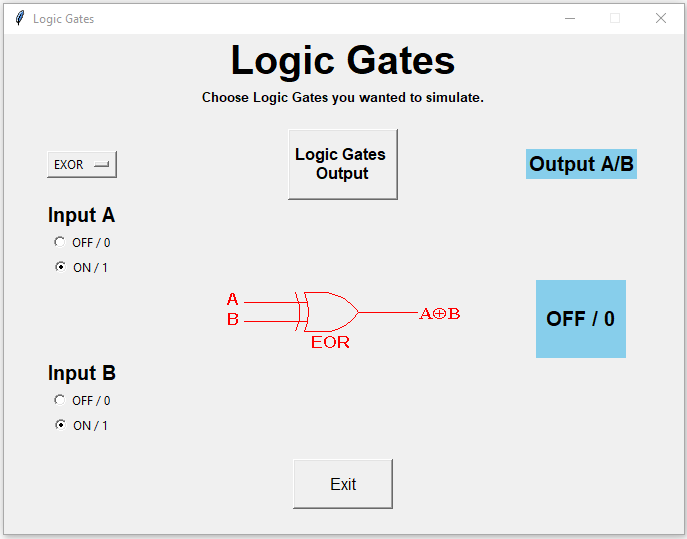 Logic Gates
Logic Gates
Choose Logic Gates you wanted to simulate.
EXOR
Logic Gates
Output
Output A/B
Input A
OFF / 0
ON / 1
A
B
A⊕B
EOR
OFF / 0
Input B
OFF / 0
ON / 1
Exit